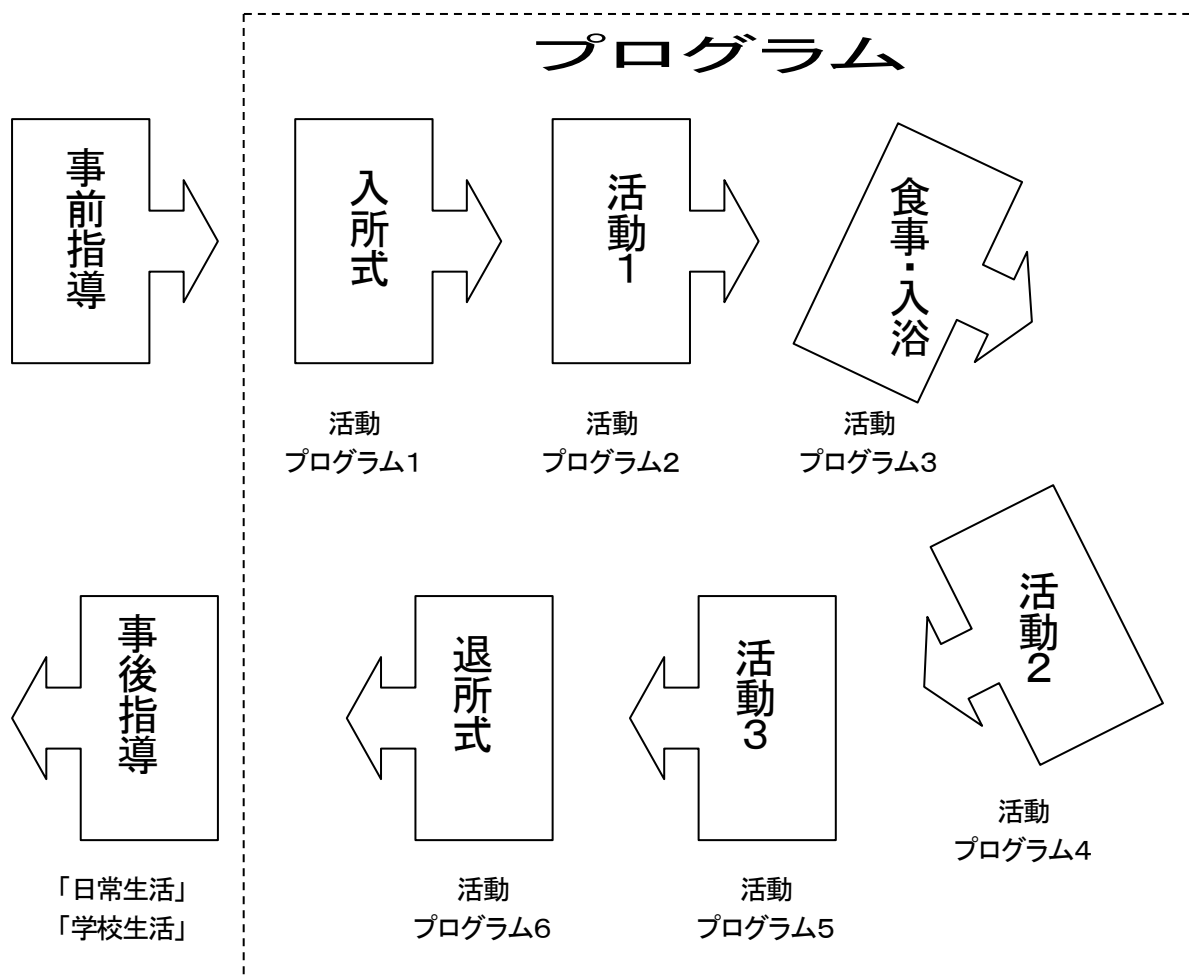 プログラム
事前指導
入所式
活動1
食事・入浴
活動
プログラム1
活動
プログラム2
活動
プログラム3
活動2
活動
プログラム4
活動3
活動
プログラム5
退所式
活動
プログラム6
事後指導
「日常生活」
「学校生活」